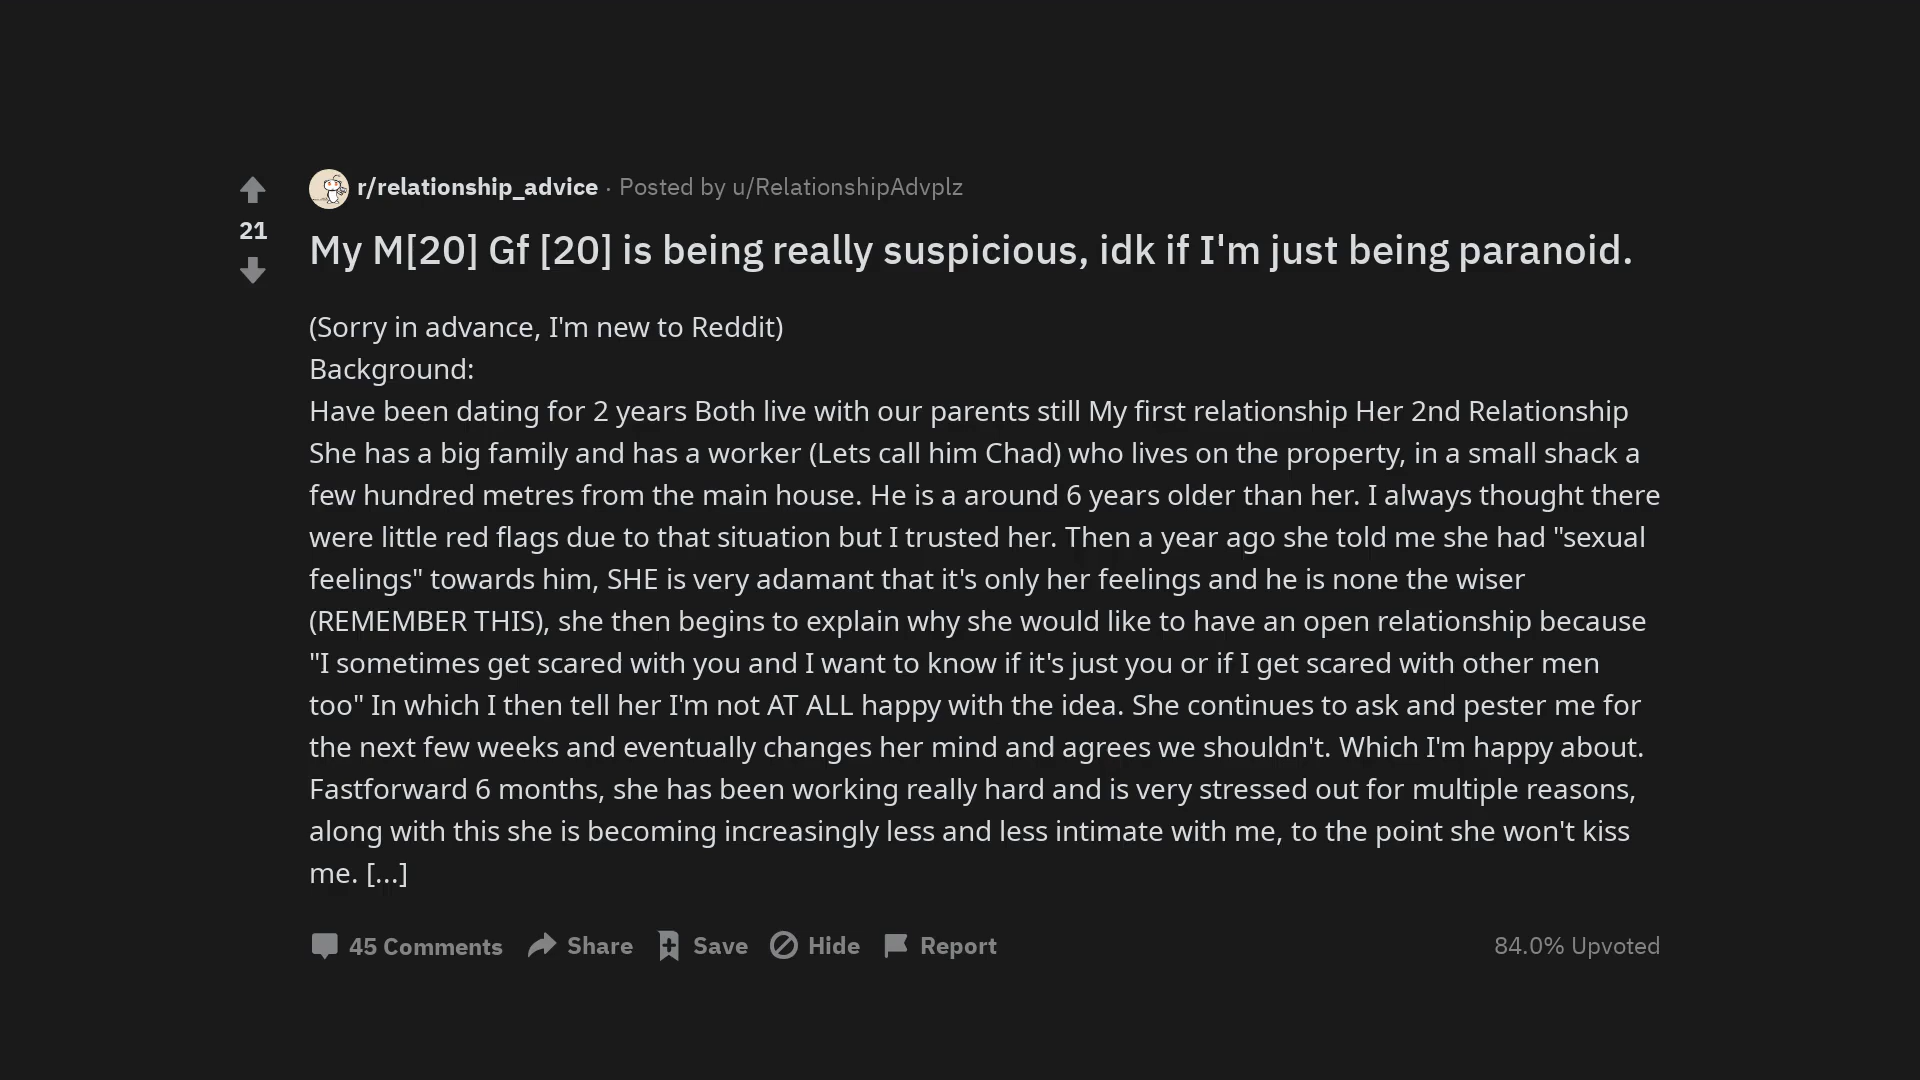 r/relationship_advice · Posted by u/RelationshipAdvplz
21
My M[20] Gf [20] is being really suspicious, idk if I'm just being paranoid.
(Sorry in advance, I'm new to Reddit)
Background:
Have been dating for 2 years Both live with our parents still My first relationship Her 2nd Relationship
She has a big family and has a worker (Lets call him Chad) who lives on the property, in a small shack a
few hundred metres from the main house. He is a around 6 years older than her. I always thought there
were little red flags due to that situation but I trusted her. Then a year ago she told me she had "sexual
feelings" towards him, SHE is very adamant that it's only her feelings and he is none the wiser
(REMEMBER THIS), she then begins to explain why she would like to have an open relationship because
"I sometimes get scared with you and I want to know if it's just you or if I get scared with other men
too" In which I then tell her I'm not AT ALL happy with the idea. She continues to ask and pester me for
the next few weeks and eventually changes her mind and agrees we shouldn't. Which I'm happy about.
Fastforward 6 months, she has been working really hard and is very stressed out for multiple reasons,
along with this she is becoming increasingly less and less intimate with me, to the point she won't kiss
me. [...]
45 Comments Share Save Hide Report 84.0% Upvoted